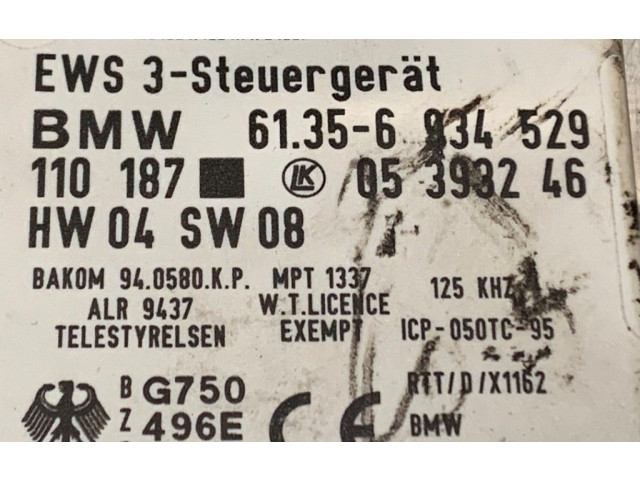 EWS 3-Steuergerät
BMW 61.35-6 934 529
110 187 LK 05 3932 46
HW 04 SW 08
BAKOM 94.0580.K.P. MPT 1337 125 KHZ
ALR 9437 W.T.LICENCE
TELESTYRELSEN EXEMPT ICP-050TC-95
B G750 RTT/D/X1162
Z 496E CE BMW